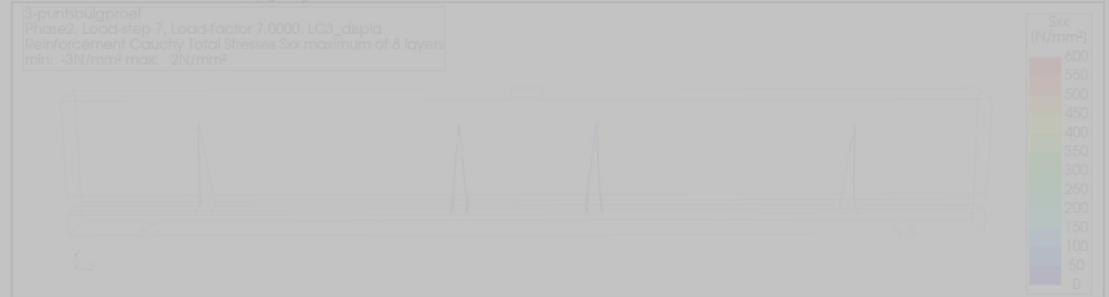 3-puntsbuigproef
Phase2, Load-step 7, Load-factor 7.0000, LC3_displa
Reinforcement Cauchy Total Stresses Sxx maximum of 8 layers
min: -3N/mm² max: 2N/mm²
Sxx
[N/mm²]
600
550
500
450
400
350
300
250
200
150
100
50
0